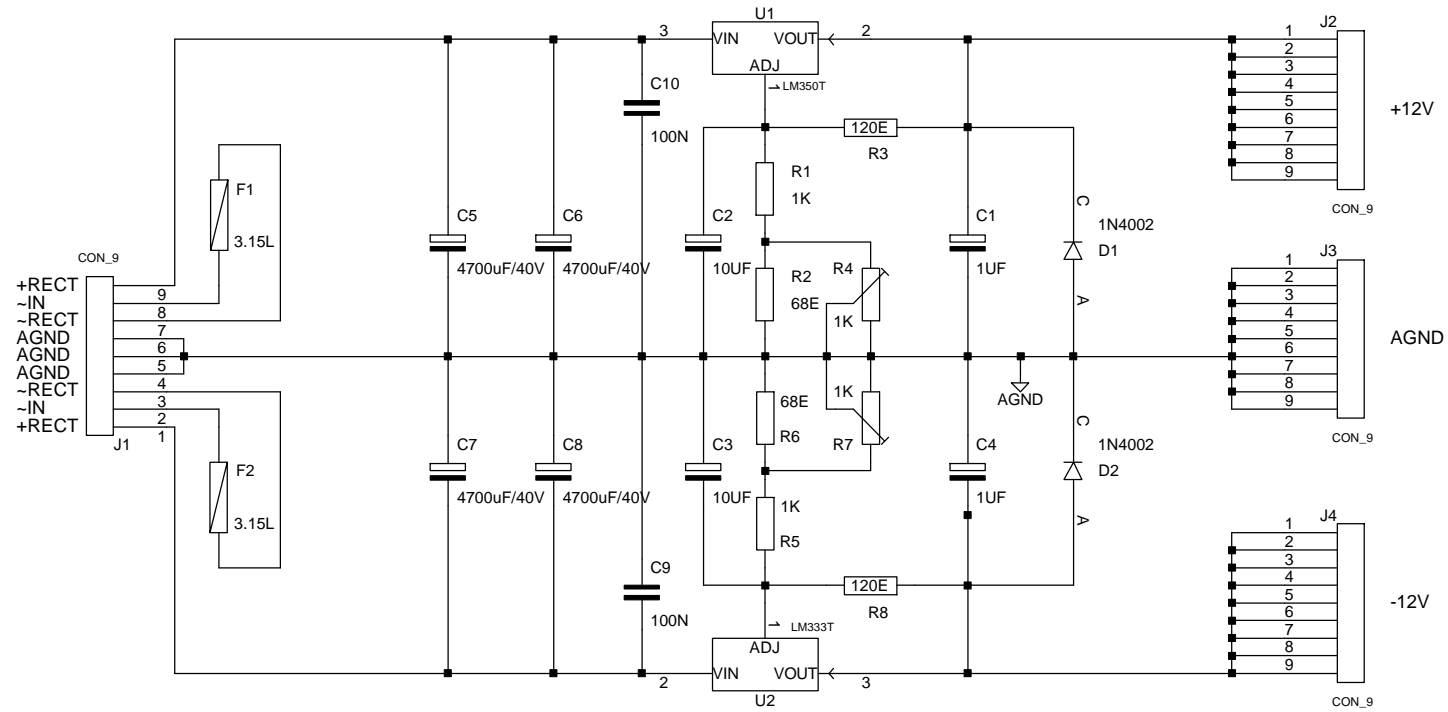 U1
J2
3
VIN
VOUT
2
ADJ
1
LM350T
1
2
3
4
5
6
7
8
9
+12V
CON_9
C10
100N
120E
R3
F1
3.15L
R1
1K
C
1N4002
D1
A
C5
4700uF/40V
C6
4700uF/40V
C2
10UF
R2
68E
R4
1K
C1
1UF
CON_9
+RECT
~IN
~RECT
AGND
AGND
AGND
~RECT
~IN
+RECT
9
8
7
6
5
4
3
2
1
J1
J3
1
2
3
4
5
6
7
8
9
AGND
CON_9
AGND
68E
R6
1K
R7
C
1N4002
D2
A
F2
3.15L
C7
4700uF/40V
C8
4700uF/40V
C3
10UF
1K
R5
C4
1UF
C9
100N
120E
R8
J4
1
2
3
4
5
6
7
8
9
-12V
CON_9
1
LM333T
ADJ
2
VIN
VOUT
3
U2